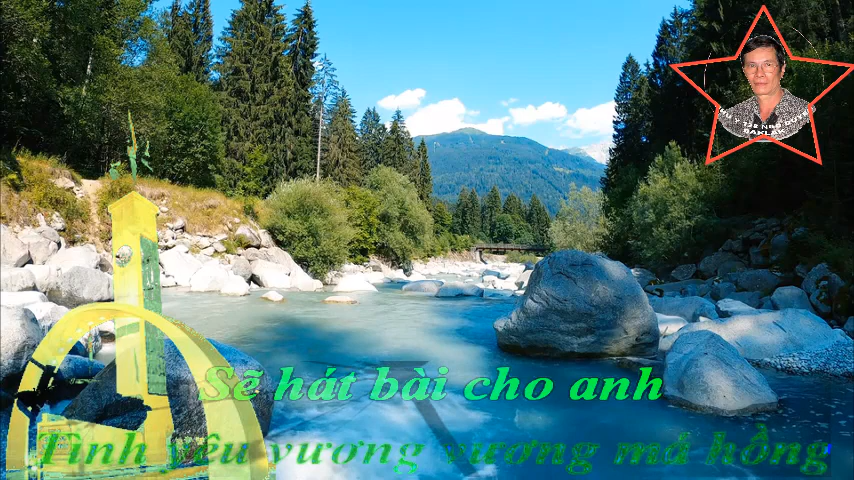 Sẽ hát bài cho anh
Tình yêu vương vương má hồng